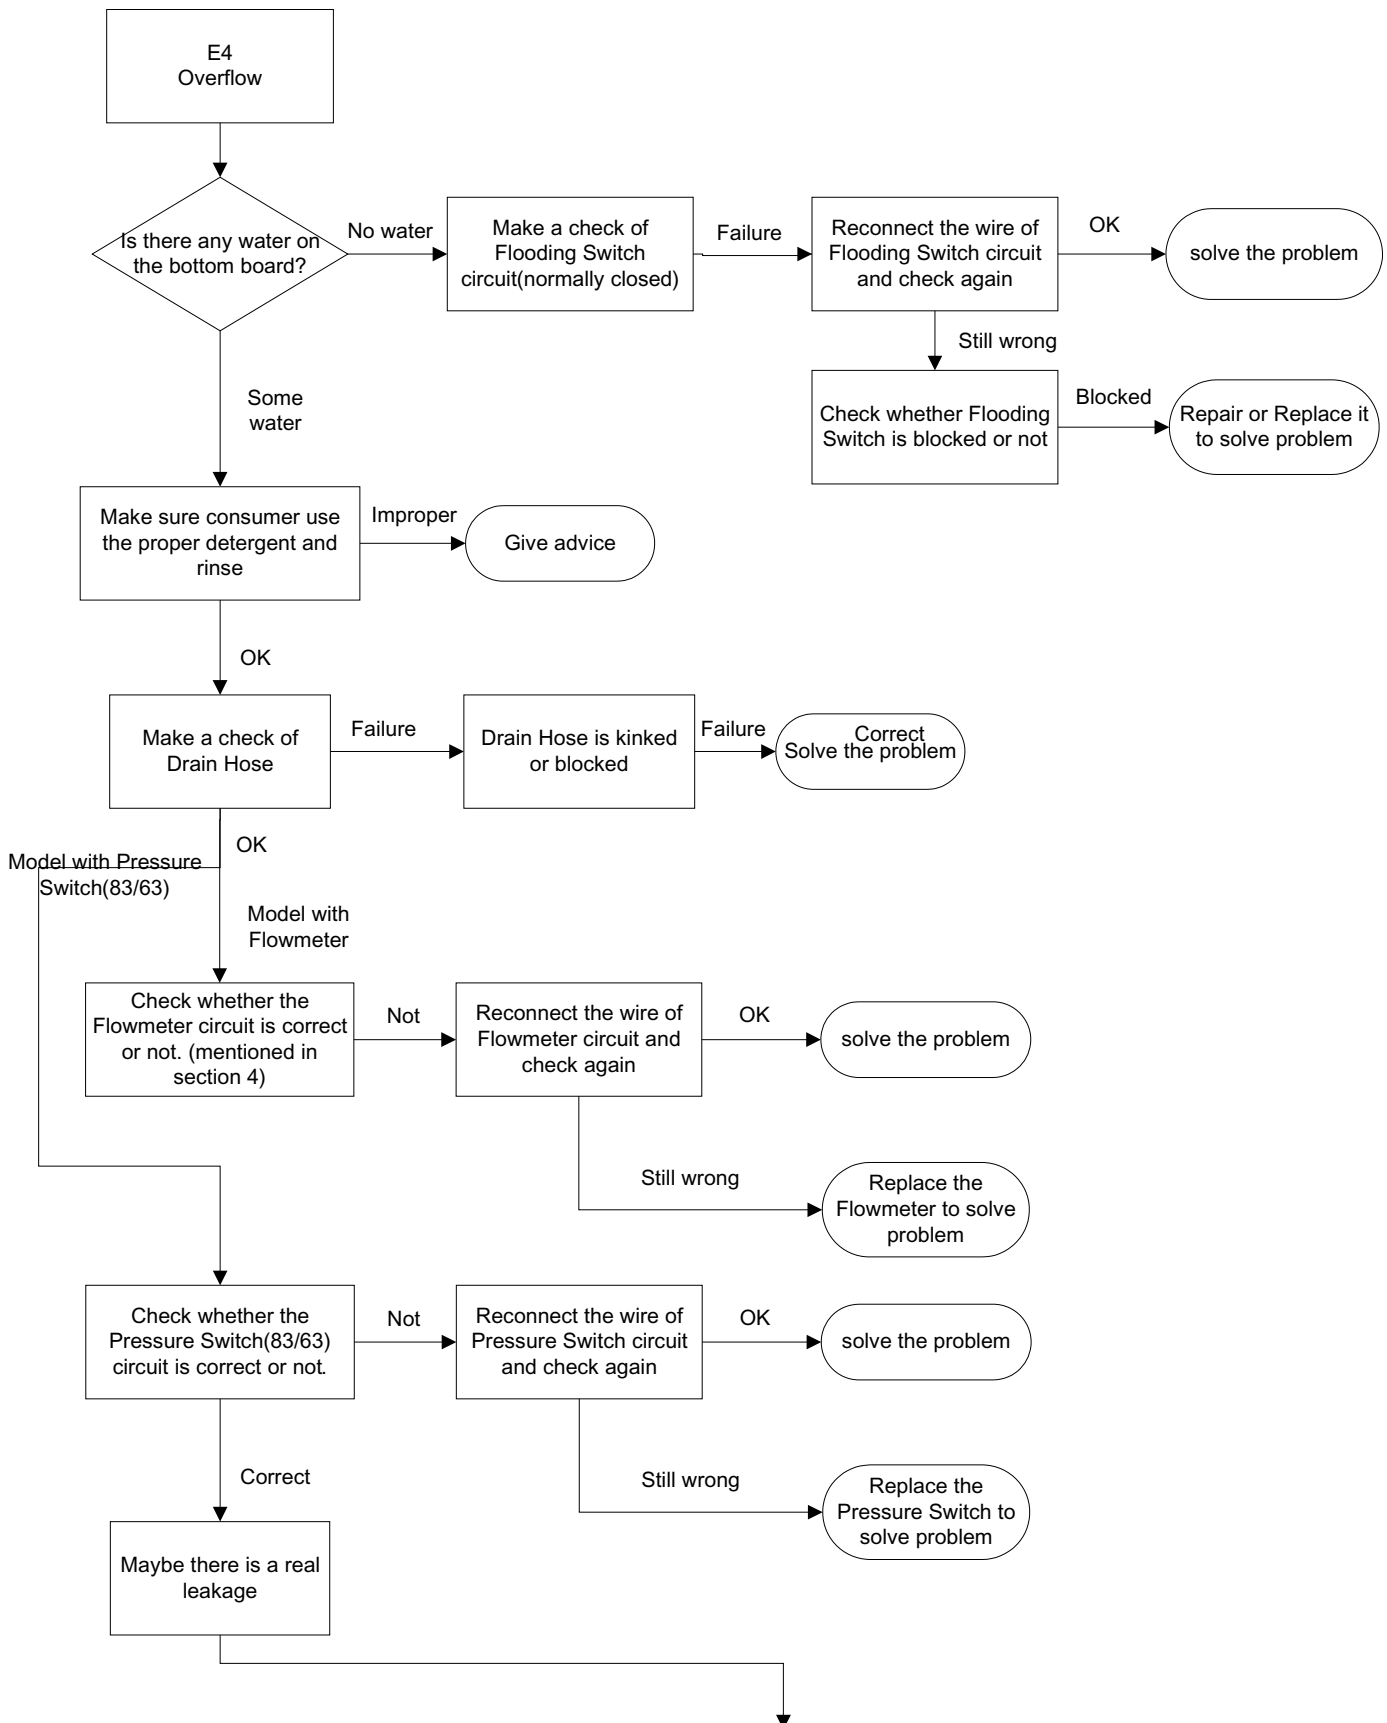 E4
Overflow
Is there any water on
the bottom board?
No water
Make a check of
Flooding Switch
circuit(normally closed)
Failure
Reconnect the wire of
Flooding Switch circuit
and check again
OK
solve the problem
Still wrong
Some
water
Check whether Flooding
Switch is blocked or not
Blocked
Repair or Replace it
to solve problem
Make sure consumer use
the proper detergent and
rinse
Improper
Give advice
OK
Make a check of
Drain Hose
Failure
Drain Hose is kinked
or blocked
Failure
Correct
Solve the problem
OK
Model with Pressure
Switch(83/63)
Model with
Flowmeter
Check whether the
Flowmeter circuit is correct
or not. (mentioned in
section 4)
Not
Reconnect the wire of
Flowmeter circuit and
check again
OK
solve the problem
Still wrong
Replace the
Flowmeter to solve
problem
Check whether the
Pressure Switch(83/63)
circuit is correct or not.
Not
Reconnect the wire of
Pressure Switch circuit
and check again
OK
solve the problem
Correct
Still wrong
Replace the
Pressure Switch to
solve problem
Maybe there is a real
leakage